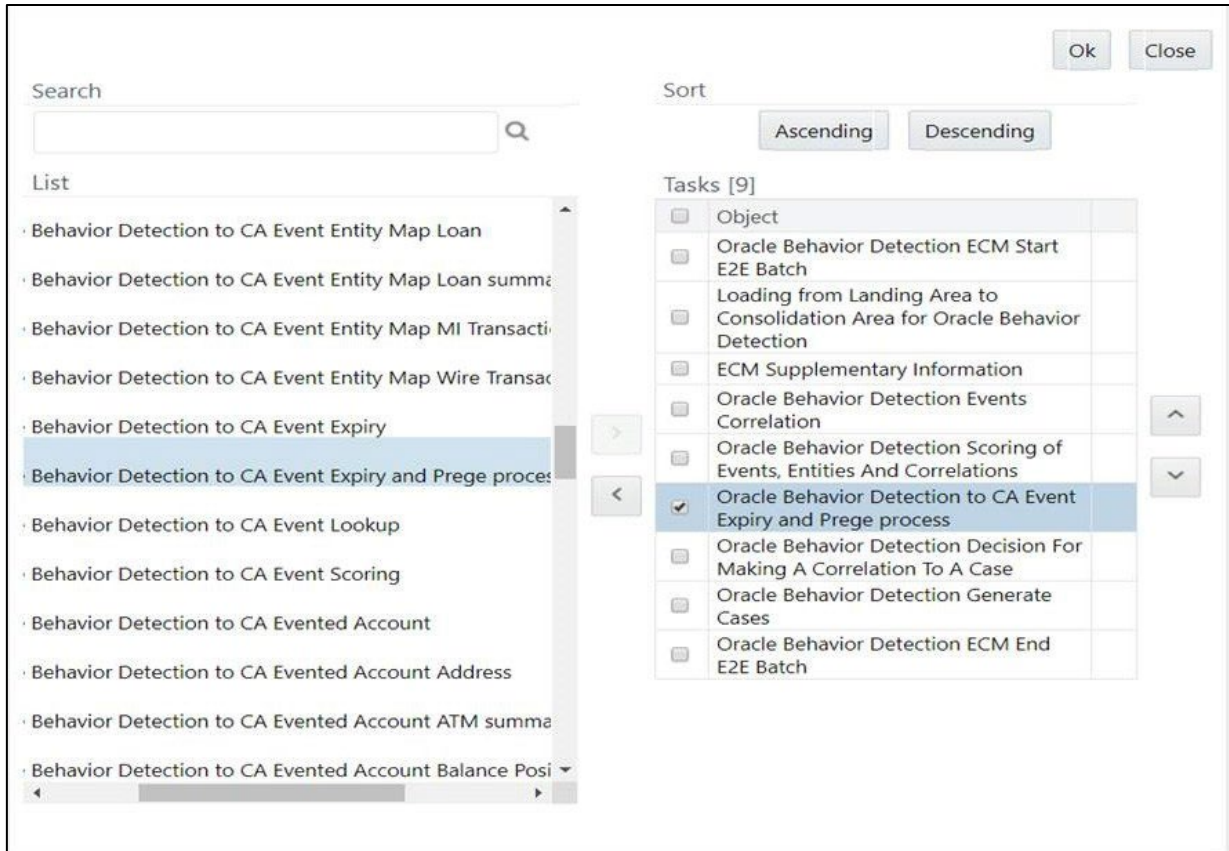 Ok
Close
Search
Sort
Ascending
Descending
List
Tasks [9]
Behavior Detection to CA Event Entity Map Loan
Behavior Detection to CA Event Entity Map Loan
Behavior Detection to CA Event Entity Map MI
Behavior Detection to CA Event Entity Map Wire
Behavior Detection to CA Event Expiry
Behavior Detection to CA Event Expiry and Prege
Behavior Detection to CA Event Lookup
Behavior Detection to CA Event Scoring
Behavior Detection to CA Evented Account
Behavior Detection to CA Evented Account Address
Behavior Detection to CA Evented Account ATM
Behavior Detection to CA Evented Account Balance
Object
Oracle Behavior Detection ECM Start
E2E Batch
Loading from Landing Area to
Consolidation Area for Oracle Behavior
Detection
ECM Supplementary Information
Oracle Behavior Detection Events
Correlation
Oracle Behavior Detection Scoring of
Events, Entities And Correlations
Oracle Behavior Detection to CA Event
Expiry and Prege process
Oracle Behavior Detection Decision For
Making A Correlation To A Case
Oracle Behavior Detection Generate
Cases
Oracle Behavior Detection ECM End
E2E Batch